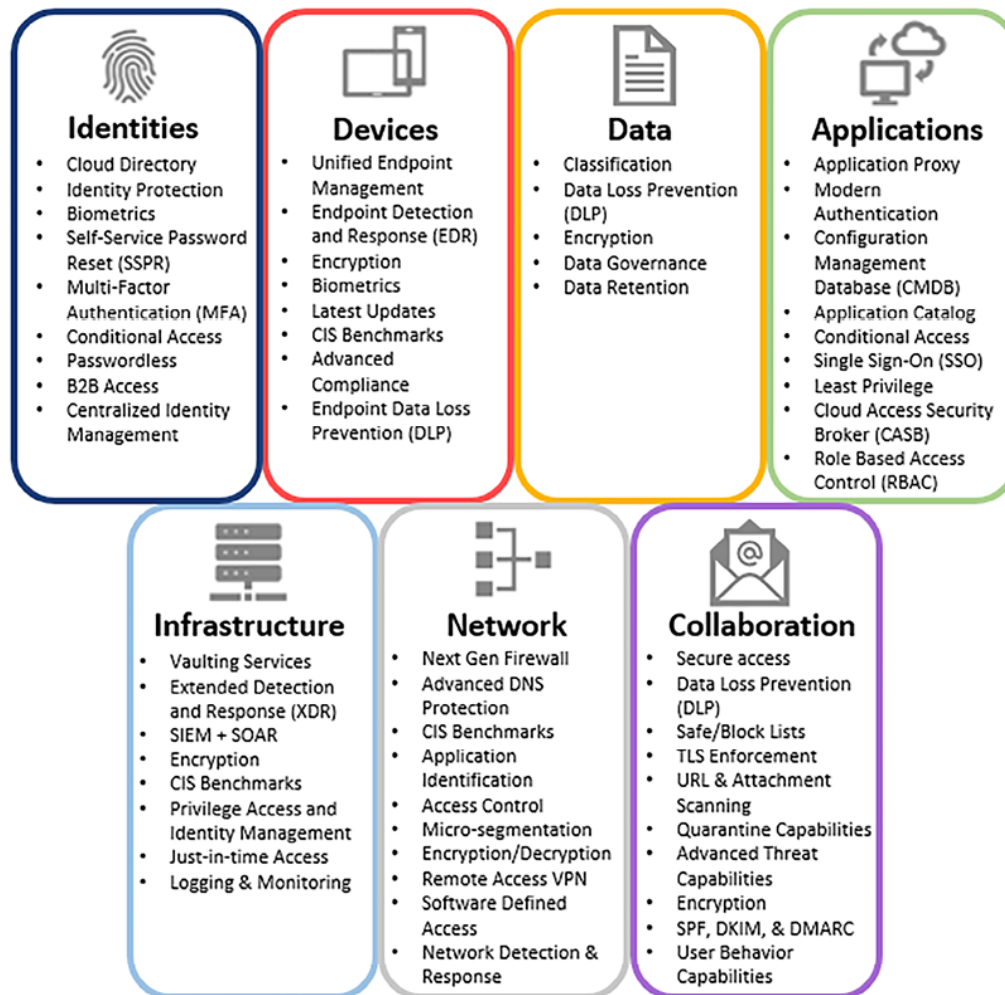 Identities
• Cloud Directory
• Identity Protection
• Biometrics
• Self-Service Password
Reset (SSPR)
• Multi-Factor
Authentication (MFA)
• Conditional Access
• Passwordless
• B2B Access
• Centralized Identity
Management
Devices
• Unified Endpoint
Management
• Endpoint Detection
and Response (EDR)
• Encryption
• Biometrics
• Latest Updates
• CIS Benchmarks
• Advanced
Compliance
• Endpoint Data Loss
Prevention (DLP)
Data
• Classification
• Data Loss Prevention
(DLP)
• Encryption
• Data Governance
• Data Retention
Applications
• Application Proxy
• Modern
Authentication
• Configuration
Management
Database (CMDB)
• Application Catalog
• Conditional Access
• Single Sign-On (SSO)
• Least Privilege
• Cloud Access Security
Broker (CASB)
• Role Based Access
Control (RBAC)
Infrastructure
• Vaulting Services
• Extended Detection
and Response (XDR)
• SIEM + SOAR
• Encryption
• CIS Benchmarks
• Privilege Access and
Identity Management
• Just-in-time Access
• Logging & Monitoring
Network
• Next Gen Firewall
• Advanced DNS
Protection
• CIS Benchmarks
• Application
Identification
• Access Control
• Micro-segmentation
• Encryption/Decryption
• Remote Access VPN
• Software Defined
Access
• Network Detection &
Response
@
Collaboration
• Secure access
• Data Loss Prevention
(DLP)
• Safe/Block Lists
• TLS Enforcement
• URL & Attachment
Scanning
• Quarantine Capabilities
• Advanced Threat
Capabilities
• Encryption
• SPF, DKIM, & DMARC
• User Behavior
Capabilities